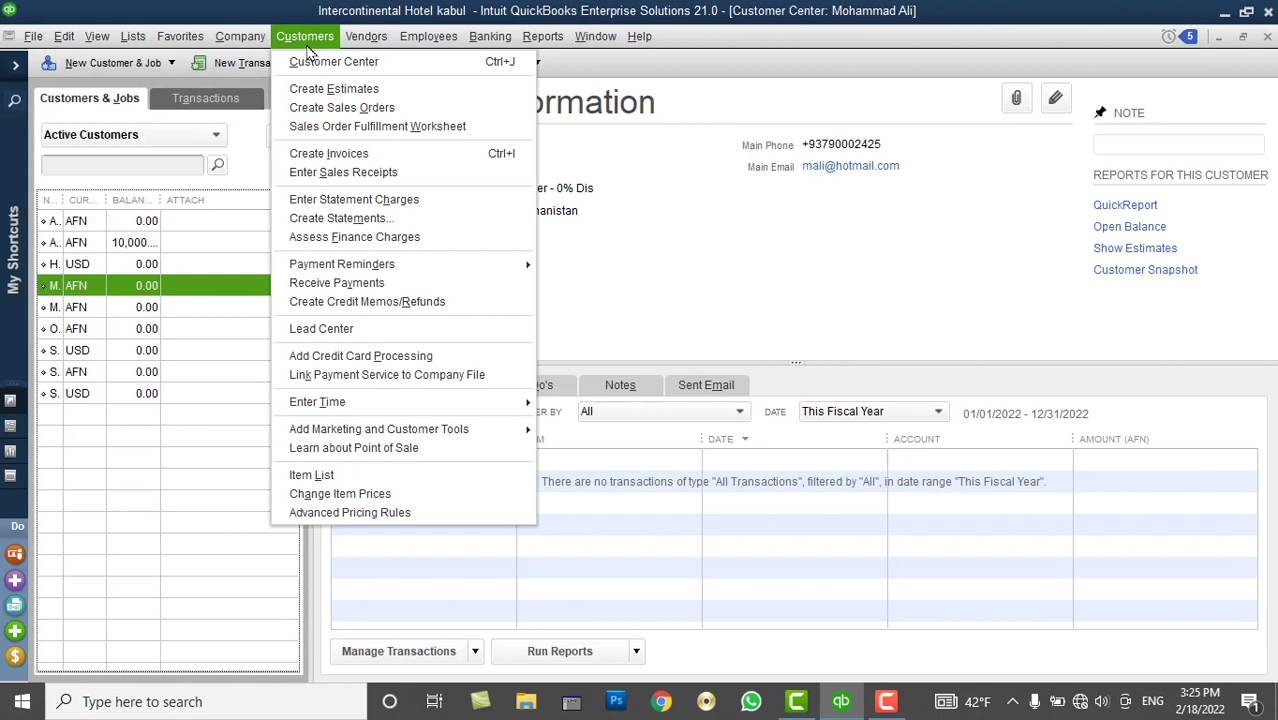 Intercontinental Hotel kabul - Intuit QuickBooks Enterprise Solutions 21.0 - [Customer Center: Mohammad Ali]
File Edit View Lists Favorites Company Customers Vendors Employees Banking Reports Window Help 5
New Customer & Job New Transa
Customers & Jobs Transactions
Active Customers
N... CUR... BALAN... ATTACH
A.. AFN 0.00
A.. AFN 10,000....
H. USD 0.00
M. AFN 0.00
M. AFN 0.00
O. AFN 0.00
S. USD 0.00
S. AFN 0.00
S. USD 0.00
My Shortcuts
Do
Customer Center Ctrl+J
Create Estimates
Create Sales Orders
Sales Order Fulfillment Worksheet
Create Invoices Ctrl+I
Enter Sales Receipts
Enter Statement Charges
Create Statements...
Assess Finance Charges
Payment Reminders
Receive Payments
Create Credit Memos/Refunds
Lead Center
Add Credit Card Processing
Link Payment Service to Company File
Enter Time
Add Marketing and Customer Tools
Learn about Point of Sale
Item List
Change Item Prices
Advanced Pricing Rules
ormation
Main Phone +93790002425
Main Email mali@hotmail.com
er - 0% Dis
hanistan
NOTE
REPORTS FOR THIS CUSTOMER
QuickReport
Open Balance
Show Estimates
Customer Snapshot
o's Notes Sent Email
ER BY All DATE This Fiscal Year 01/01/2022 - 12/31/2022
M DATE ACCOUNT AMOUNT (AFN)
There are no transactions of type "All Transactions", filtered by "All", in date range "This Fiscal Year".
Manage Transactions Run Reports
Type here to search
42°F ENG 3:25 PM
2/18/2022 1